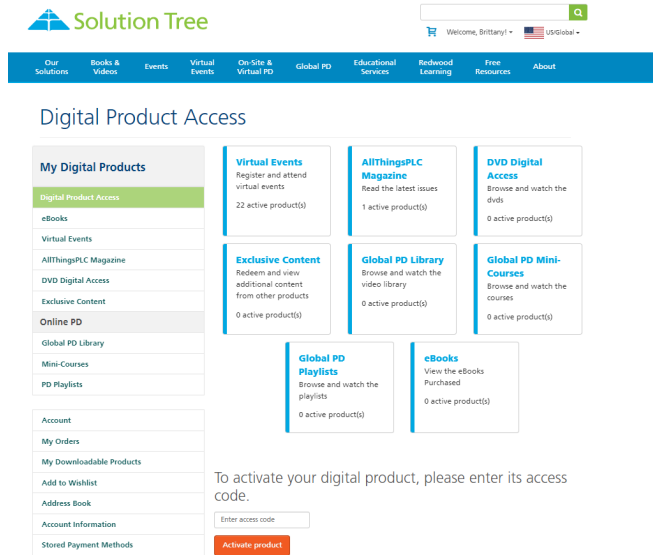 Solution Tree
Welcome, Brittany!
US/Global
Our Solutions
Books & Videos
Events
Virtual Events
On-Site & Virtual PD
Global PD
Educational Services
Redwood Learning
Free Resources
About
Digital Product Access
My Digital Products
Digital Product Access
eBooks
Virtual Events
AllThingsPLC Magazine
DVD Digital Access
Exclusive Content
Online PD
Global PD Library
Mini-Courses
PD Playlists
Account
My Orders
My Downloadable Products
Add to Wishlist
Address Book
Account Information
Stored Payment Methods
Virtual Events
Register and attend
virtual events
22 active product(s)
AllThingsPLC
Magazine
Read the latest issues
1 active product(s)
DVD Digital
Access
Browse and watch the
dvds
0 active product(s)
Exclusive Content
Redeem and view
additional content
from other products
0 active product(s)
Global PD Library
Browse and watch the
video library
0 active product(s)
Global PD Mini-
Courses
Browse and watch the
courses
0 active product(s)
Global PD
Playlists
Browse and watch the
playlists
0 active product(s)
eBooks
View the eBooks
Purchased
0 active product(s)
To activate your digital product, please enter its access
code.
Enter access code
Activate product